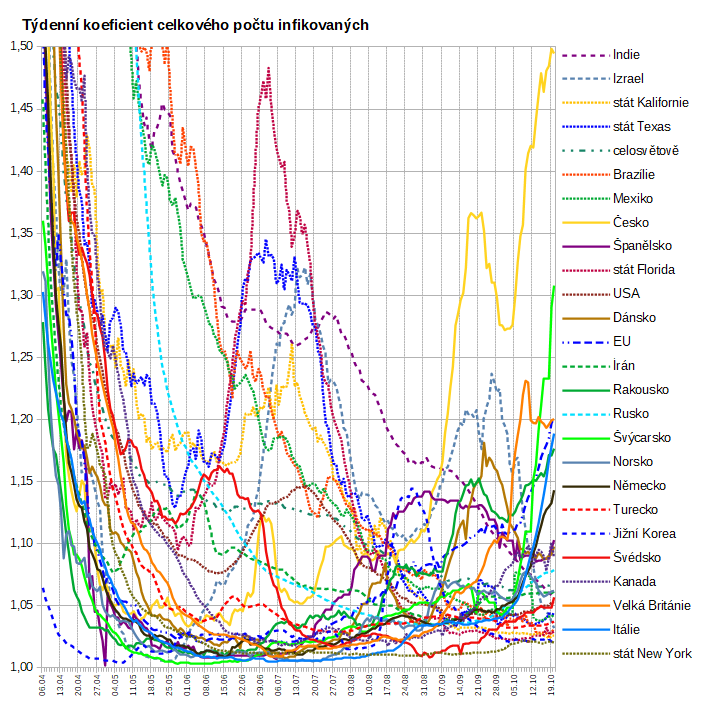 Týdenní koeficient celkového počtu infikovaných
1,50
1,45
1,40
1,35
1,30
1,25
1,20
1,15
1,10
1,05
1,00
06.04
13.04
20.04
27.04
04.05
11.05
18.05
25.05
01.06
08.06
15.06
22.06
29.06
06.07
13.07
20.07
27.07
03.08
10.08
17.08
24.08
31.08
07.09
14.09
21.09
28.09
05.10
12.10
19.10
Indie
Izrael
stát Kalifornie
stát Texas
celosvětově
Brazílie
Mexiko
Česko
Španělsko
stát Florida
USA
Dánsko
EU
Írán
Rakousko
Rusko
Švýcarsko
Norsko
Německo
Turecko
Jižní Korea
Švédsko
Kanada
Velká Británie
Itálie
stát New York